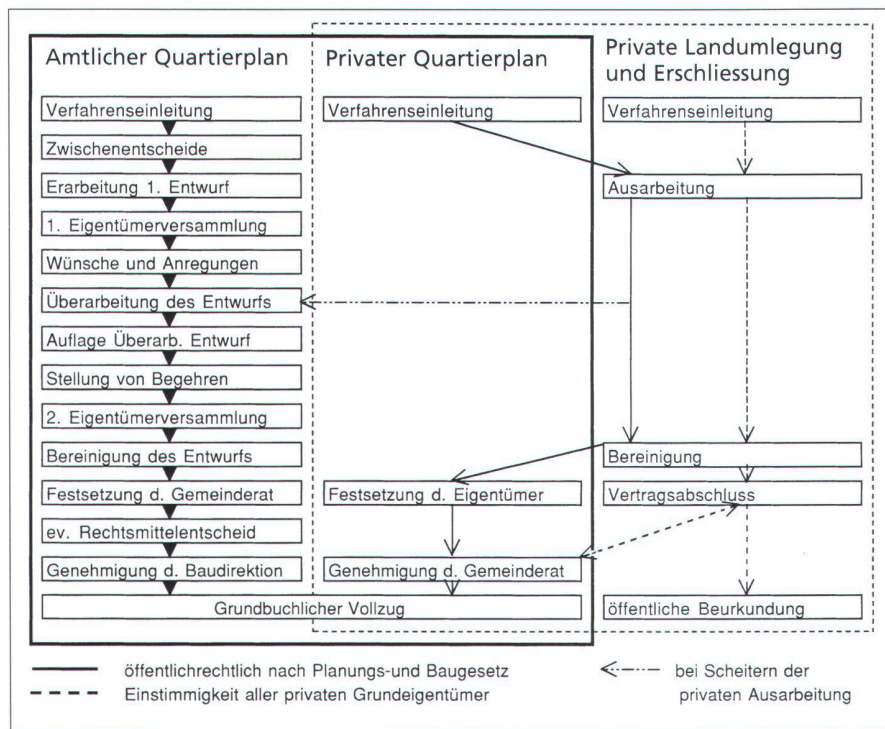 Amtlicher Quartierplan
Verfahrenseinleitung
Zwischenentscheide
Erarbeitung 1. Entwurf
1. Eigentümerversammlung
Wünsche und Anregungen
Überarbeitung des Entwurfs
Auflage Überarb. Entwurf
Stellung von Begehren
2. Eigentümerversammlung
Bereinigung des Entwurfs
Festsetzung d. Gemeinderat
ev. Rechtsmittelentscheid
Genehmigung d. Baudirektion
Privater Quartierplan
Verfahrenseinleitung
Festsetzung d. Eigentümer
Genehmigung d. Gemeinderat
Grundbuchlicher Vollzug
Private Landumlegung
und Erschliessung
Verfahrenseinleitung
Ausarbeitung
Bereinigung
Vertragsabschluss
öffentliche Beurkundung
öffentlichrechtlich nach Planungs-und Baugesetz
Einstimmigkeit aller privaten Grundeigentümer
bei Scheitern der
privaten Ausarbeitung